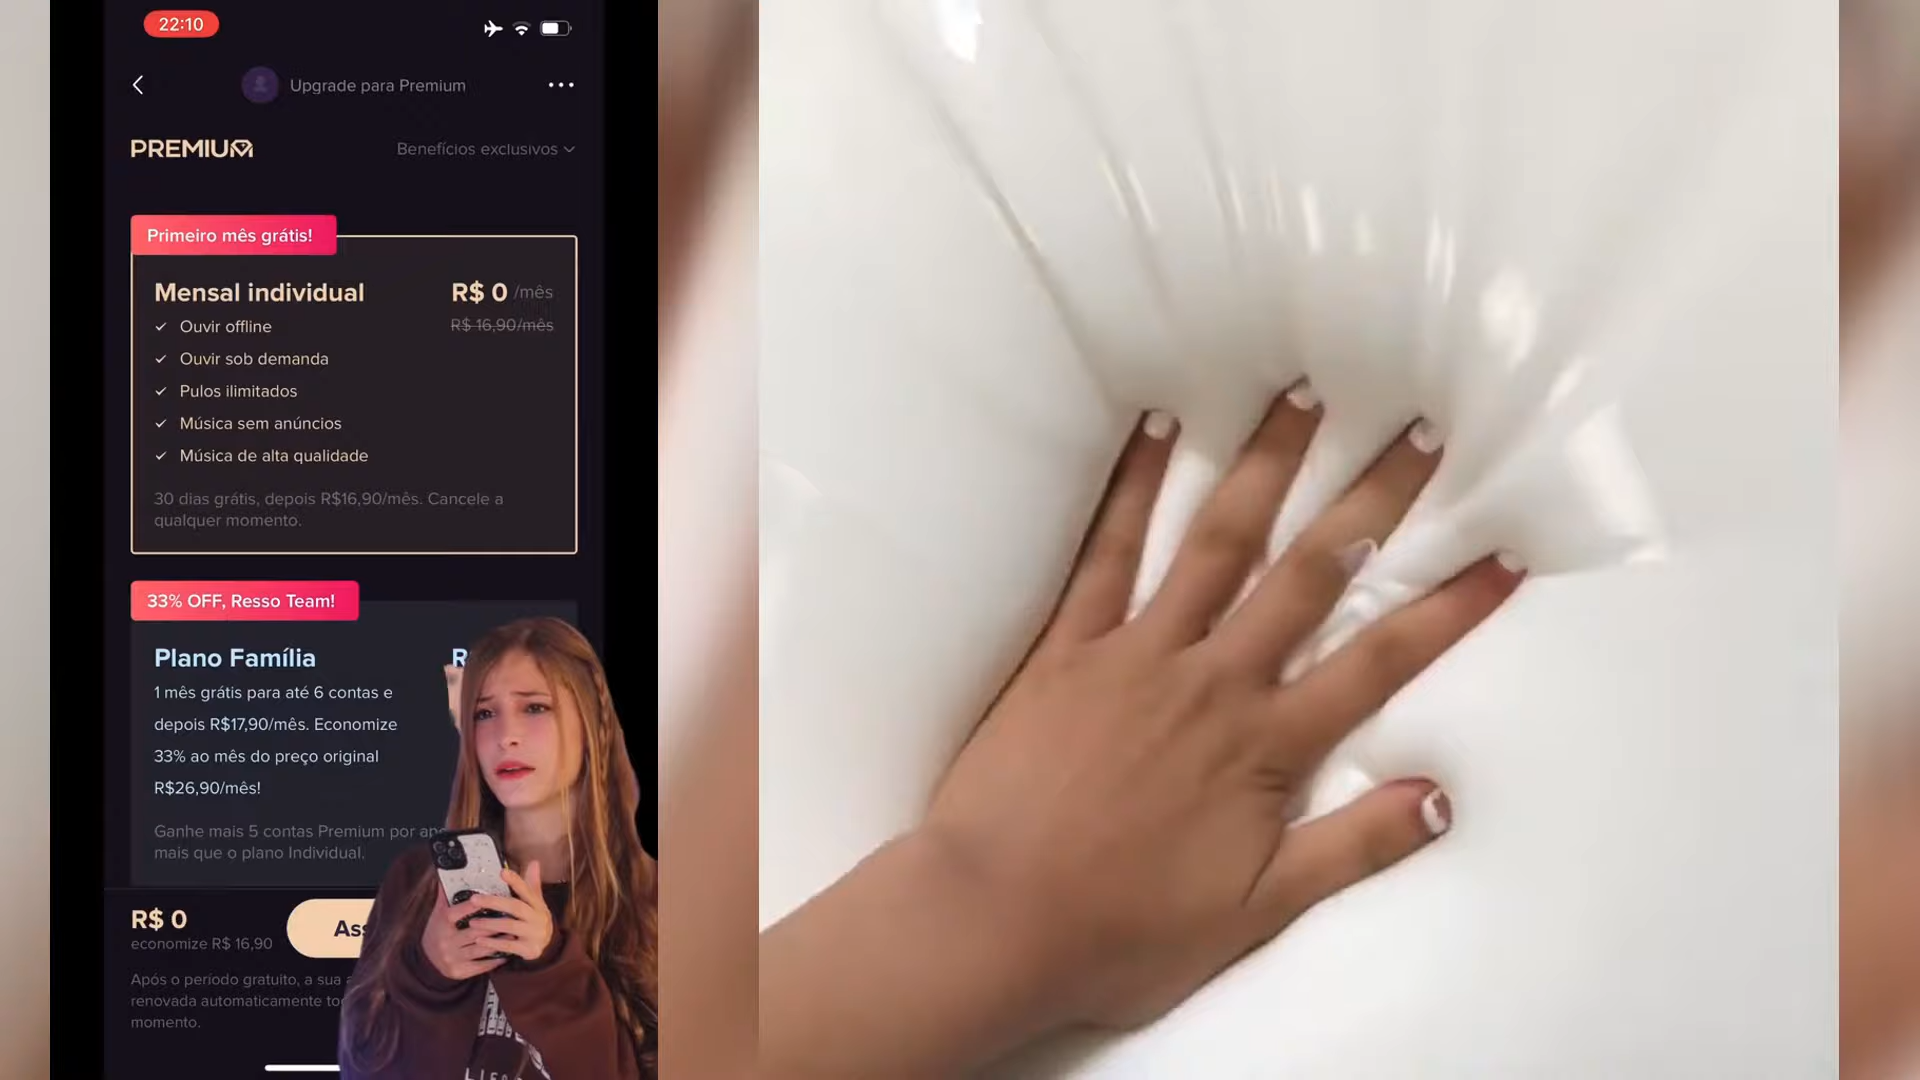 22:10
Upgrade para Premium
PREMIUM
Benefícios exclusivos
Primeiro mês grátis!
Mensal individual
R$ 0 /mês
R$ 16,90/mês
Ouvir offline
Ouvir sob demanda
Pulos ilimitados
Música sem anúncios
Música de alta qualidade
30 dias grátis, depois R$16,90/mês. Cancele a
qualquer momento.
33% OFF, Resso Team!
Plano Família
1 mês grátis para até 6 contas e
depois R$17,90/mês. Economize
33% ao mês do preço original
R$26,90/mês!
Ganhe mais 5 contas Premium por
mais que o plano Individual.
R$ 0
economize R$ 16,90
Após o período gratuito, a sua
renovada automaticamente
momento.